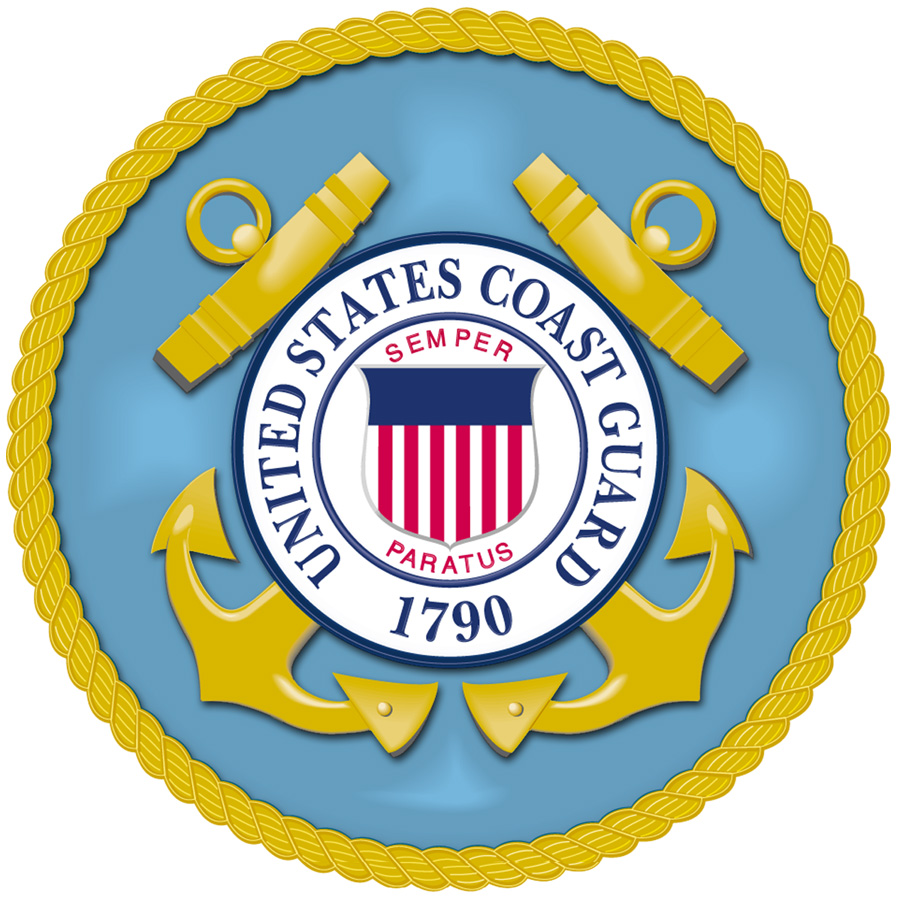 UNITED STATES COAST GUARD
SEMPER
PARATUS
1790